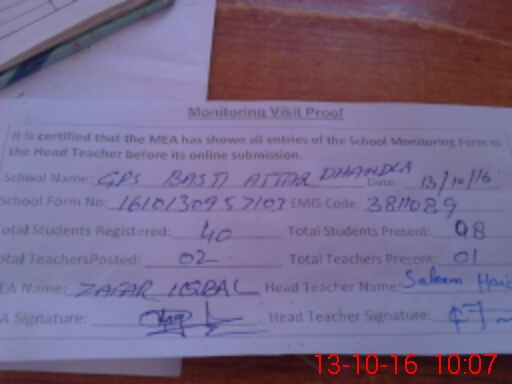 Monitoring Visit Proof
It is certified that the MEA has shown all entries of the School Monitoring Form to
the Head Teacher before its online submission.
School Name: GPS BASTI ATTAR DHANDLA Date: 13/10/16
School Form No: 1610130957103 EMIS Code: 3811089
Total Students Registered: 40 Total Students Present: 08
Total TeachersPosted: 02 Total Teachers Present: 01
EA Name: ZAFAR IQBAL Head Teacher Name: Saleem
A Signature: Head Teacher Signature:
13-10-16 10:07